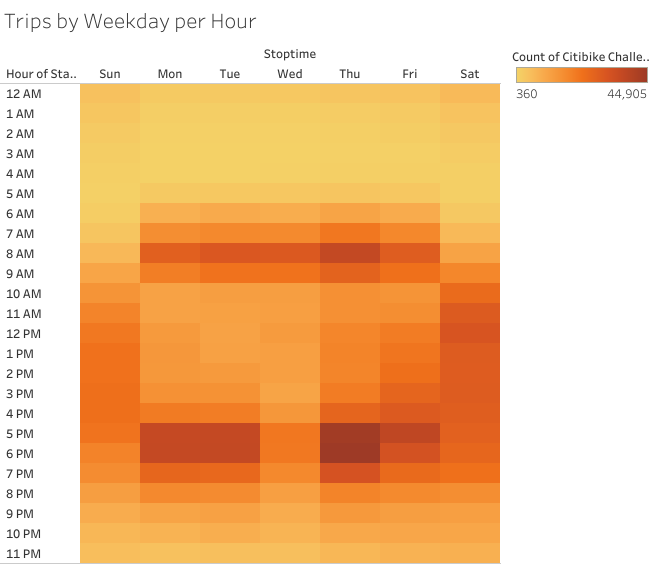 Trips by Weekday per Hour
Stoptime
Hour of Sta.. Sun Mon Tue Wed Thu Fri Sat
12 AM
1 AM
2 AM
3 AM
4 AM
5 AM
6 AM
7 AM
8 AM
9 AM
10 AM
11 AM
12 PM
1 PM
2 PM
3 PM
4 PM
5 PM
6 PM
7 PM
8 PM
9 PM
10 PM
11 PM
Count of Citibike Challe..
360 44,905